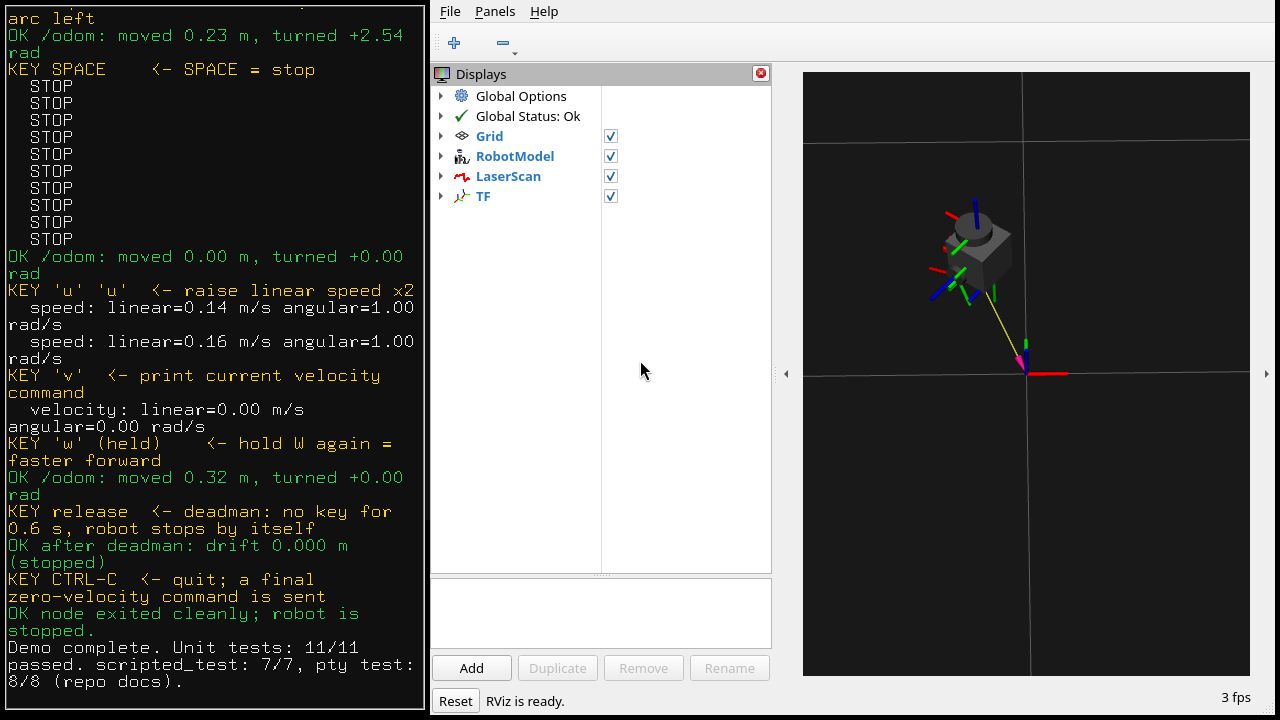 arc left
OK /odom: moved 0.23 m, turned +2.54
rad
KEY SPACE    <- SPACE = stop
STOP
STOP
STOP
STOP
STOP
STOP
STOP
STOP
STOP
STOP
OK /odom: moved 0.00 m, turned +0.00
rad
KEY 'u' 'u'  <- raise linear speed x2
speed: linear=0.14 m/s angular=1.00
rad/s
speed: linear=0.16 m/s angular=1.00
rad/s
KEY 'v'  <- print current velocity
command
velocity: linear=0.00 m/s
angular=0.00 rad/s
KEY 'w' (held)    <- hold W again =
faster forward
OK /odom: moved 0.32 m, turned +0.00
rad
KEY release  <- deadman: no key for
0.6 s, robot stops by itself
OK after deadman: drift 0.000 m
(stopped)
KEY CTRL-C  <- quit; a final
zero-velocity command is sent
OK node exited cleanly; robot is
stopped.
Demo complete. Unit tests: 11/11
passed. scripted_test: 7/7, pty test:
8/8 (repo docs).
File Panels Help
Displays
Global Options
Global Status: Ok
Grid
RobotModel
LaserScan
TF
Add Duplicate Remove Rename
Reset RViz is ready.
3 fps